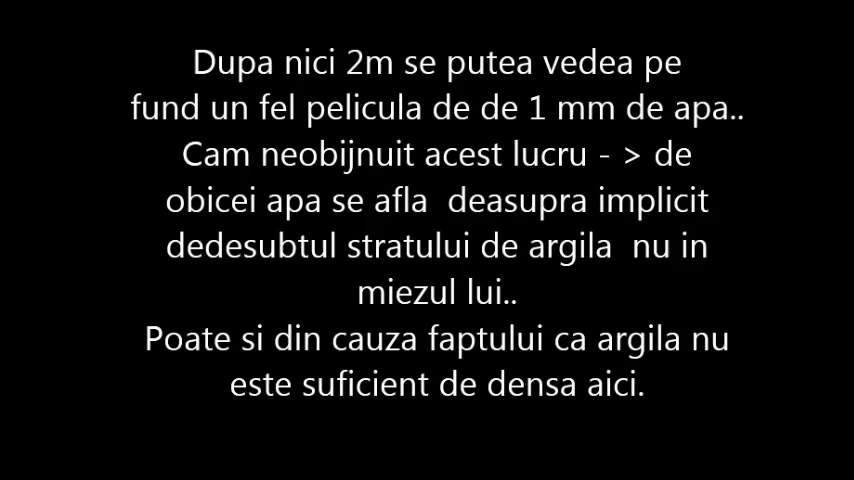 Dupa nici 2m se putea vedea pe
fund un fel pelicula de de 1 mm de apa..
Cam neobijnuit acest lucru - > de
obicei apa se afla  deasupra implicit
dedesubtul stratului de argila  nu in
miezul lui..
Poate si din cauza faptului ca argila nu
este suficient de densa aici.